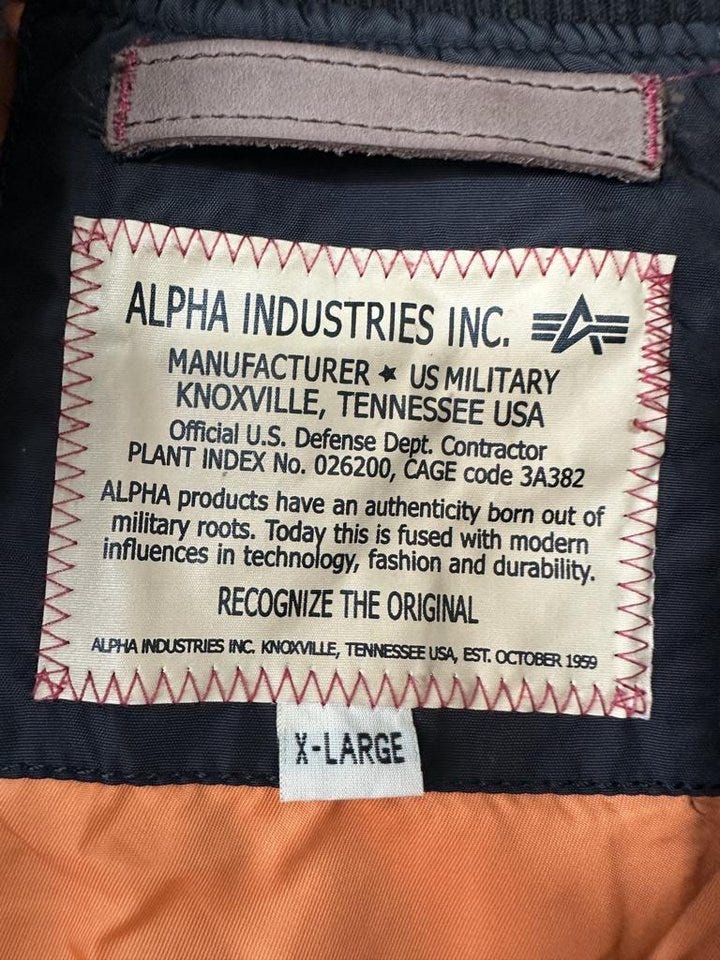 ALPHA INDUSTRIES INC.
MANUFACTURER ★ US MILITARY
KNOXVILLE, TENNESSEE USA
Official U.S. Defense Dept. Contractor
PLANT INDEX No. 026200, CAGE code 3A382
ALPHA products have an authenticity born out of
military roots. Today this is fused with modern
influences in technology, fashion and durability.
RECOGNIZE THE ORIGINAL
ALPHA INDUSTRIES INC. KNOXVILLE, TENNESSEE USA, EST. OCTOBER 1959
X-LARGE